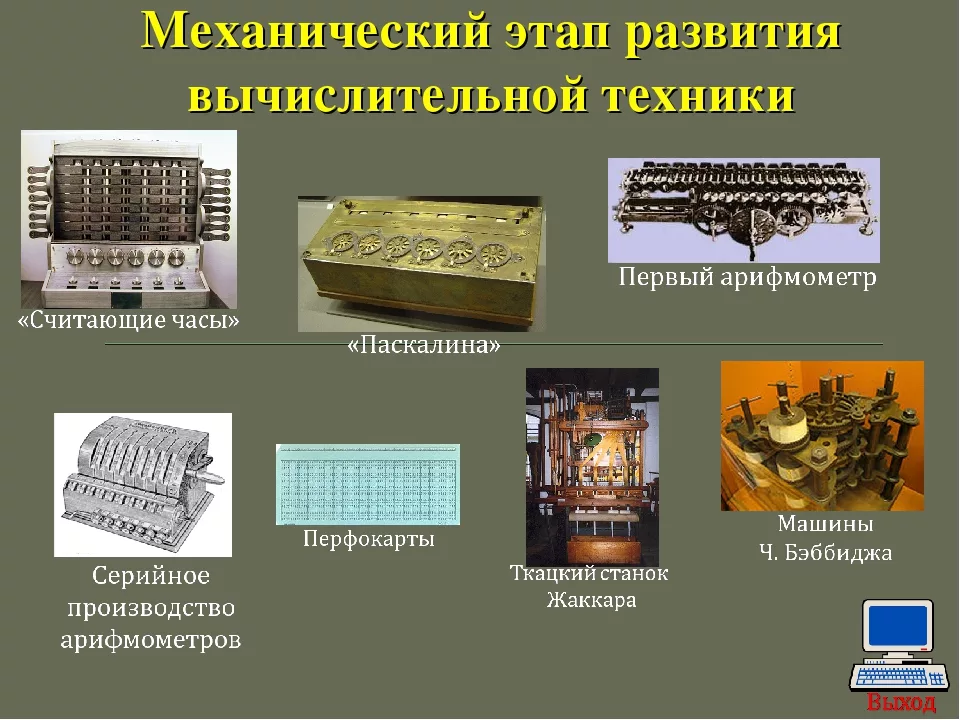 Механический этап развития
вычислительной техники
«Считающие часы»
«Паскалина»
Первый арифмометр
Серийное
производство
арифмометров
Перфокарты
Ткацкий станок
Жаккара
Машины
Ч. Бэббиджа
Выход